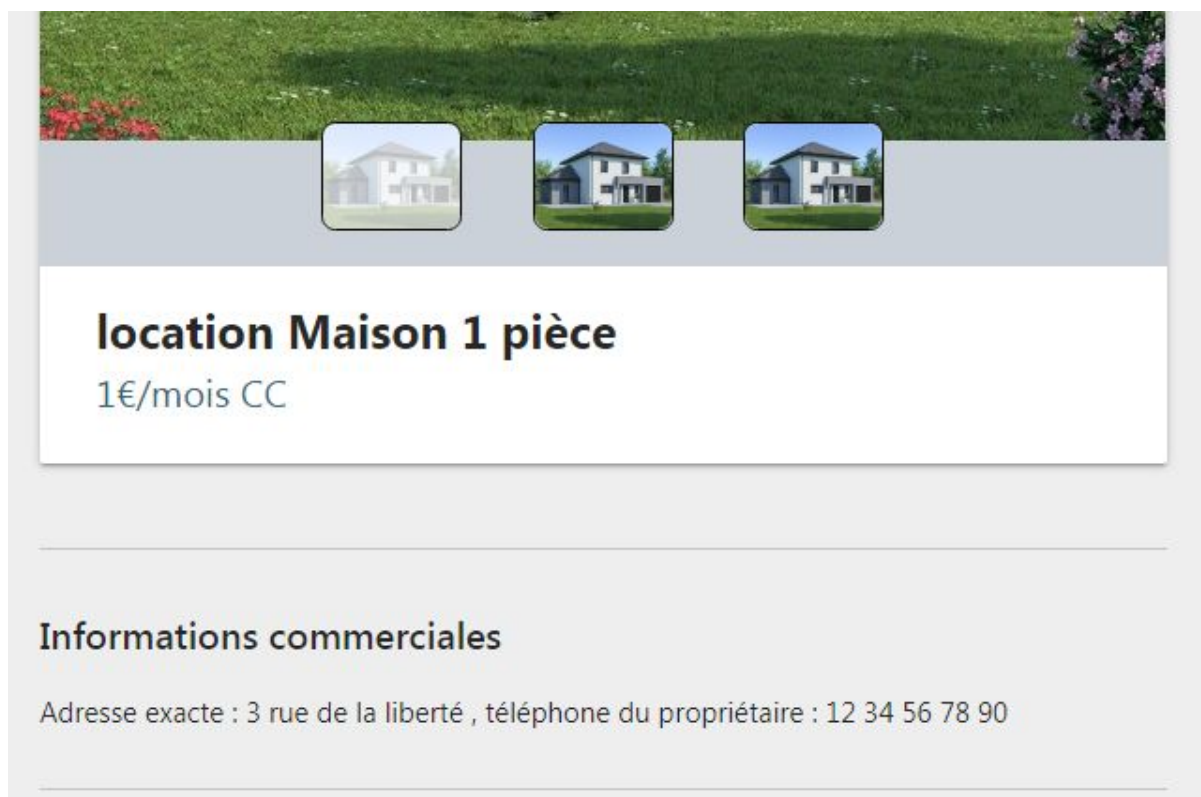 location Maison 1 pièce
1€/mois CC
Informations commerciales
Adresse exacte : 3 rue de la liberté , téléphone du propriétaire : 12 34 56 78 90